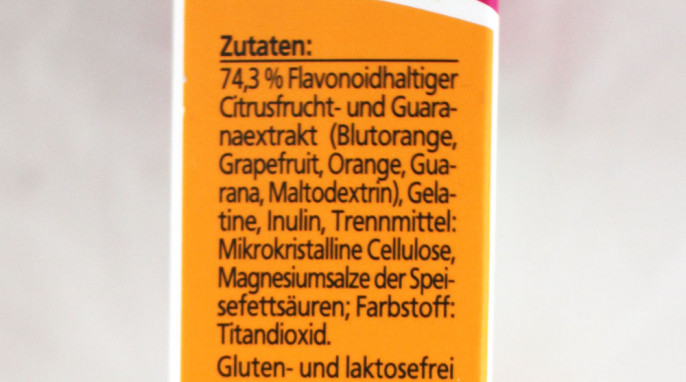 Zutaten:
74,3 % Flavonoidhaltiger
Citrusfrucht- und Guara-
naextrakt (Blutorange,
Grapefruit, Orange, Gua-
rana, Maltodextrin), Gela-
tine, Inulin, Trennmittel:
Mikrokristalline Cellulose,
Magnesiumsalze der Spei-
sefettsäuren; Farbstoff:
Titandioxid.
Gluten- und laktosefrei